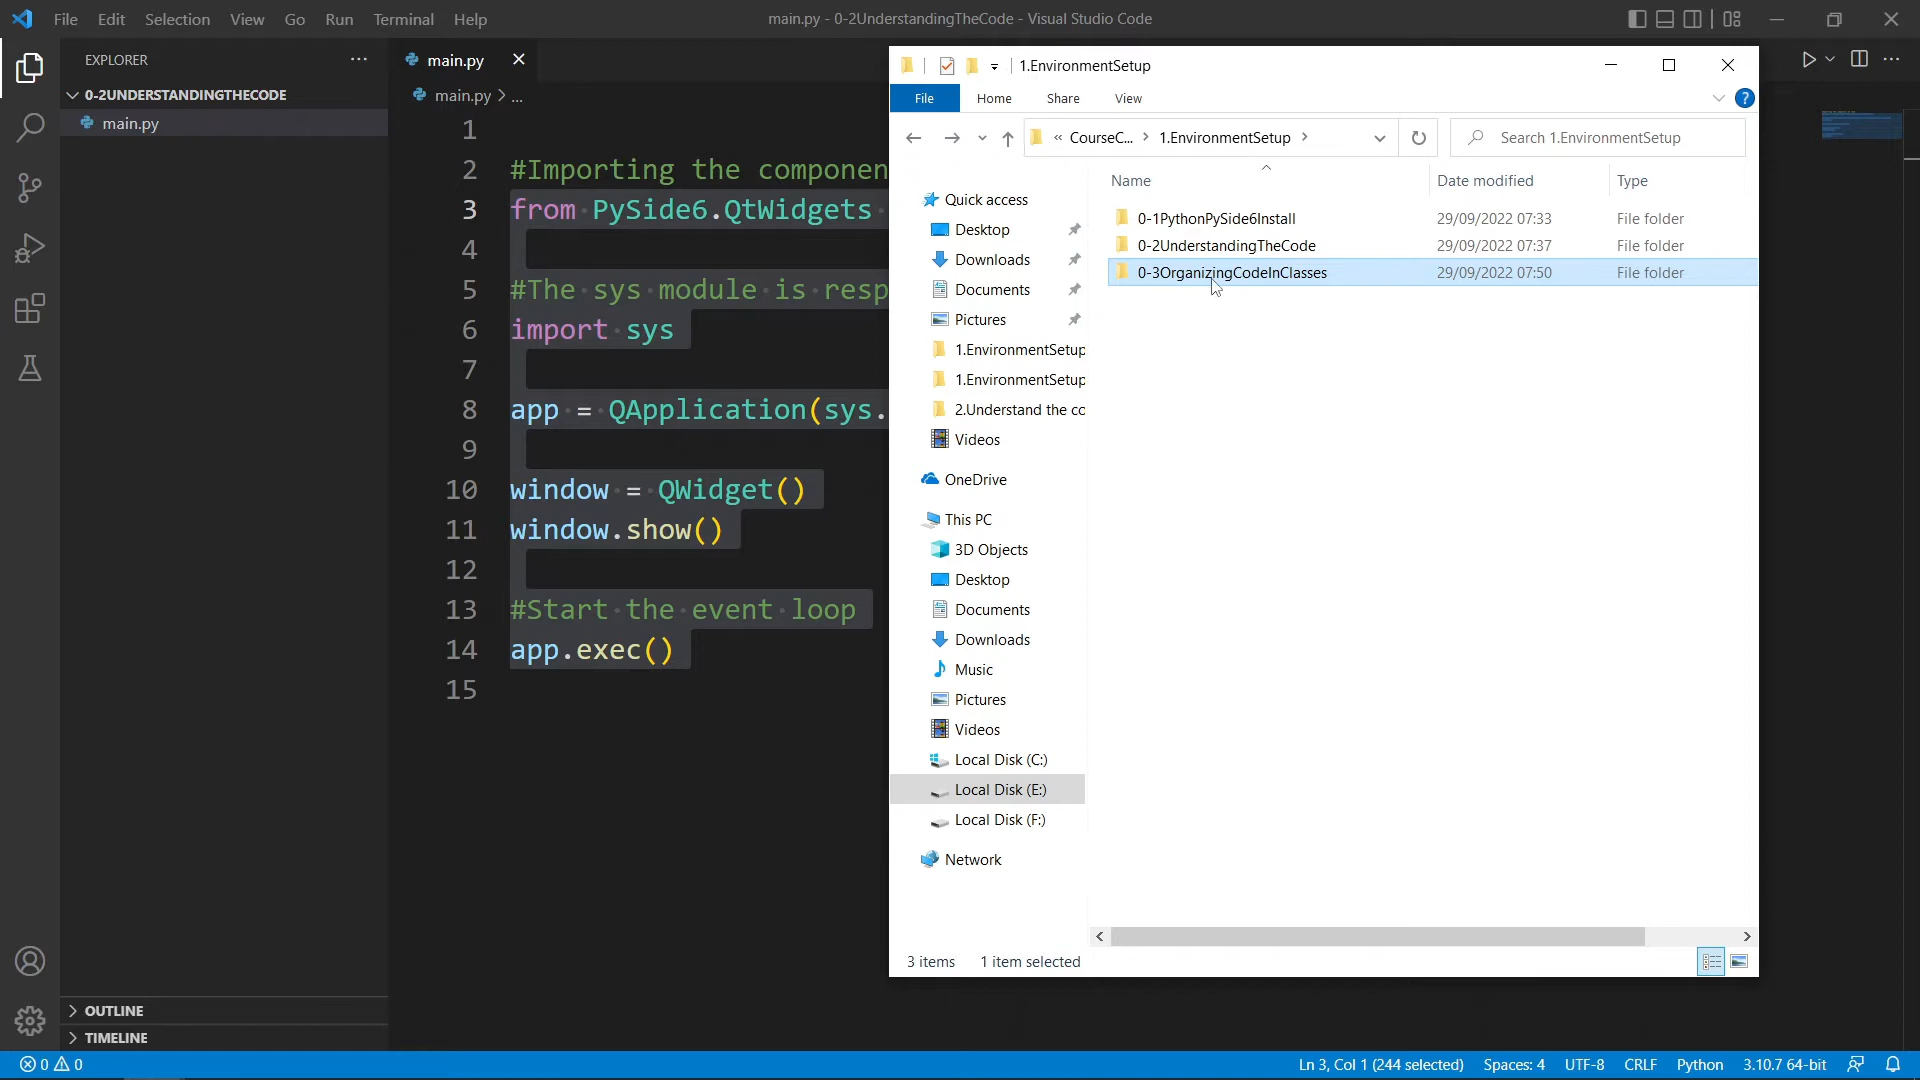 File Edit Selection View Go Run Terminal Help
main.py - 0-2UnderstandingTheCode - Visual Studio Code
EXPLORER
0-2UNDERSTANDINGTHECODE
main.py
OUTLINE
TIMELINE
main.py
main.py > ...
1
2 #Importing the componen
3 from PySide6.QtWidgets
4
5 #The sys module is resp
6 import sys
7
8 app = QApplication(sys.
9
10 window = QWidget()
11 window.show()
12
13 #Start the event loop
14 app.exec()
15
1.EnvironmentSetup
File Home Share View
« CourseC... > 1.EnvironmentSetup >
Search 1.EnvironmentSetup
Quick access
Desktop
Downloads
Documents
Pictures
1.EnvironmentSetup
1.EnvironmentSetup
2.Understand the co
Videos
OneDrive
This PC
3D Objects
Desktop
Documents
Downloads
Music
Pictures
Videos
Local Disk (C:)
Local Disk (E:)
Local Disk (F:)
Network
Name Date modified Type
0-1PythonPySide6Install 29/09/2022 07:33 File folder
0-2UnderstandingTheCode 29/09/2022 07:37 File folder
0-3OrganizingCodeInClasses 29/09/2022 07:50 File folder
3 items 1 item selected
0 0
Ln 3, Col 1 (244 selected) Spaces: 4 UTF-8 CRLF Python 3.10.7 64-bit